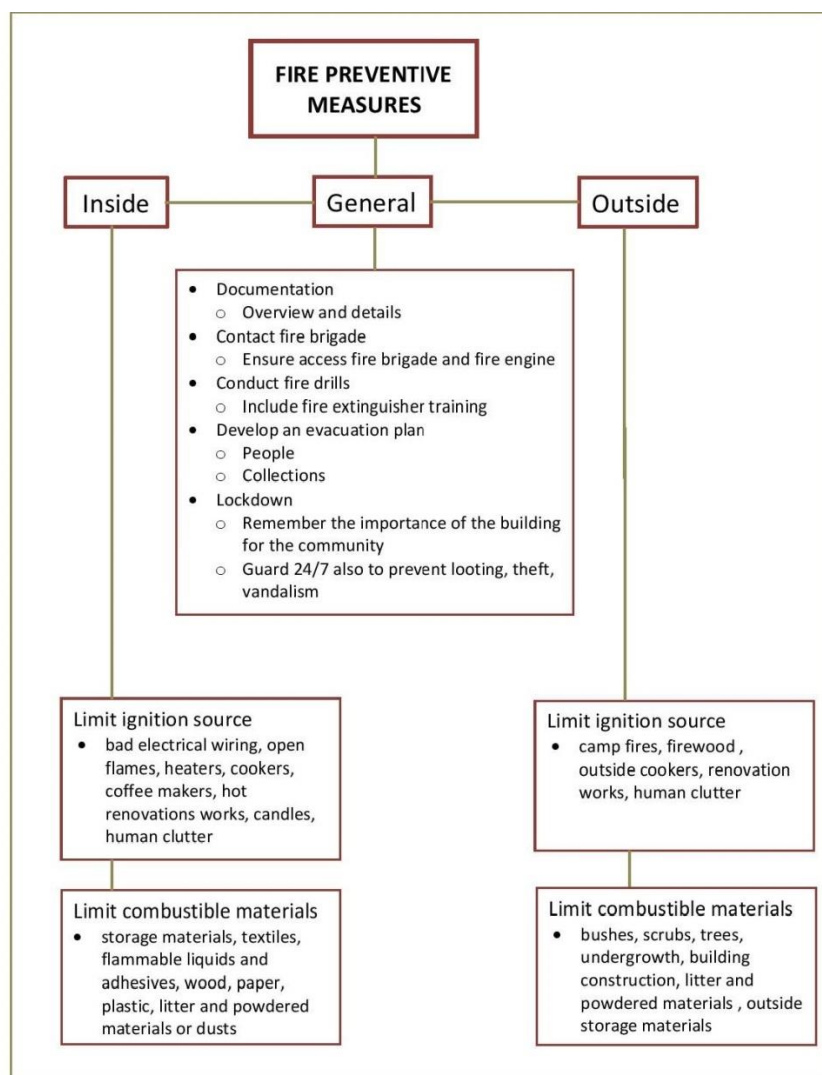 FIRE PREVENTIVE
MEASURES
Inside
General
Outside
• Documentation
o Overview and details
• Contact fire brigade
o Ensure access fire brigade and fire engine
• Conduct fire drills
o Include fire extinguisher training
• Develop an evacuation plan
o People
o Collections
• Lockdown
o Remember the importance of the building
for the community
o Guard 24/7 also to prevent looting, theft,
vandalism
Limit ignition source
• bad electrical wiring, open
flames, heaters, cookers,
coffee makers, hot
renovations works, candles,
human clutter
Limit combustible materials
• storage materials, textiles,
flammable liquids and
adhesives, wood, paper,
plastic, litter and powdered
materials or dusts
Limit ignition source
• camp fires, firewood ,
outside cookers, renovation
works, human clutter
Limit combustible materials
• bushes, scrubs, trees,
undergrowth, building
construction, litter and
powdered materials , outside
storage materials